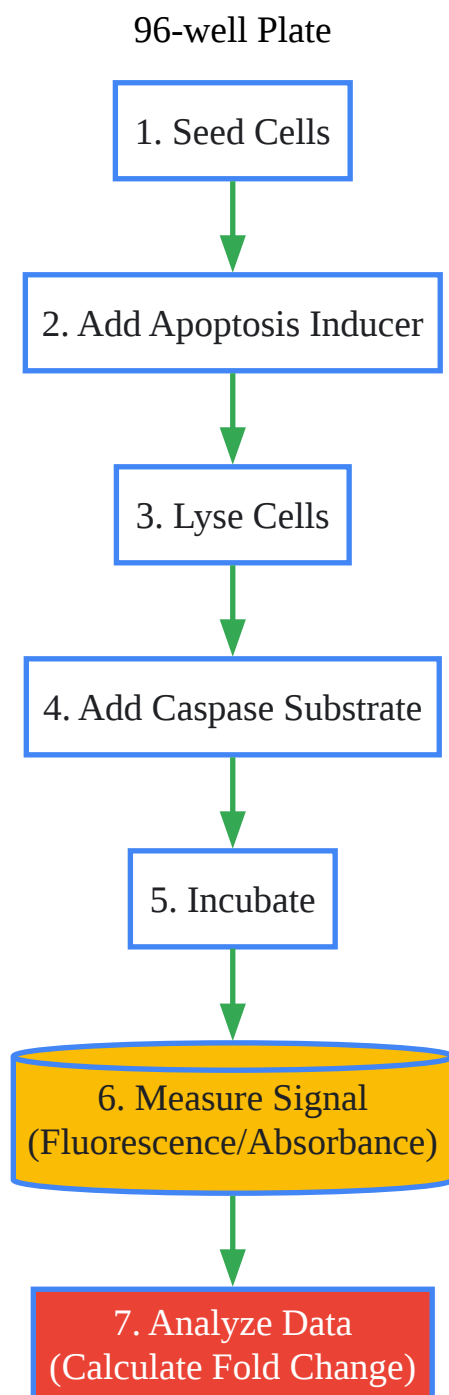 96-well Plate
1. Seed Cells
2. Add Apoptosis Inducer
3. Lyse Cells
4. Add Caspase Substrate
5. Incubate
6. Measure Signal
(Fluorescence/Absorbance)
7. Analyze Data
(Calculate Fold Change)